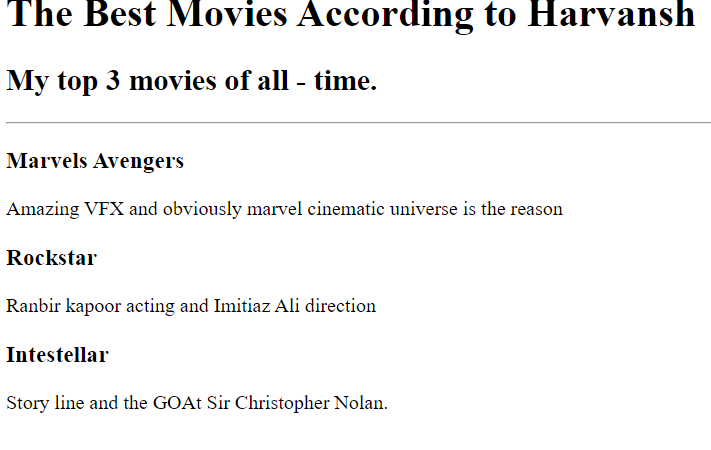 The Best Movies According to Harvansh
My top 3 movies of all - time.
Marvels Avengers
Amazing VFX and obviously marvel cinematic universe is the reason
Rockstar
Ranbir kapoor acting and Imitiaz Ali direction
Intestellar
Story line and the GOAt Sir Christopher Nolan.